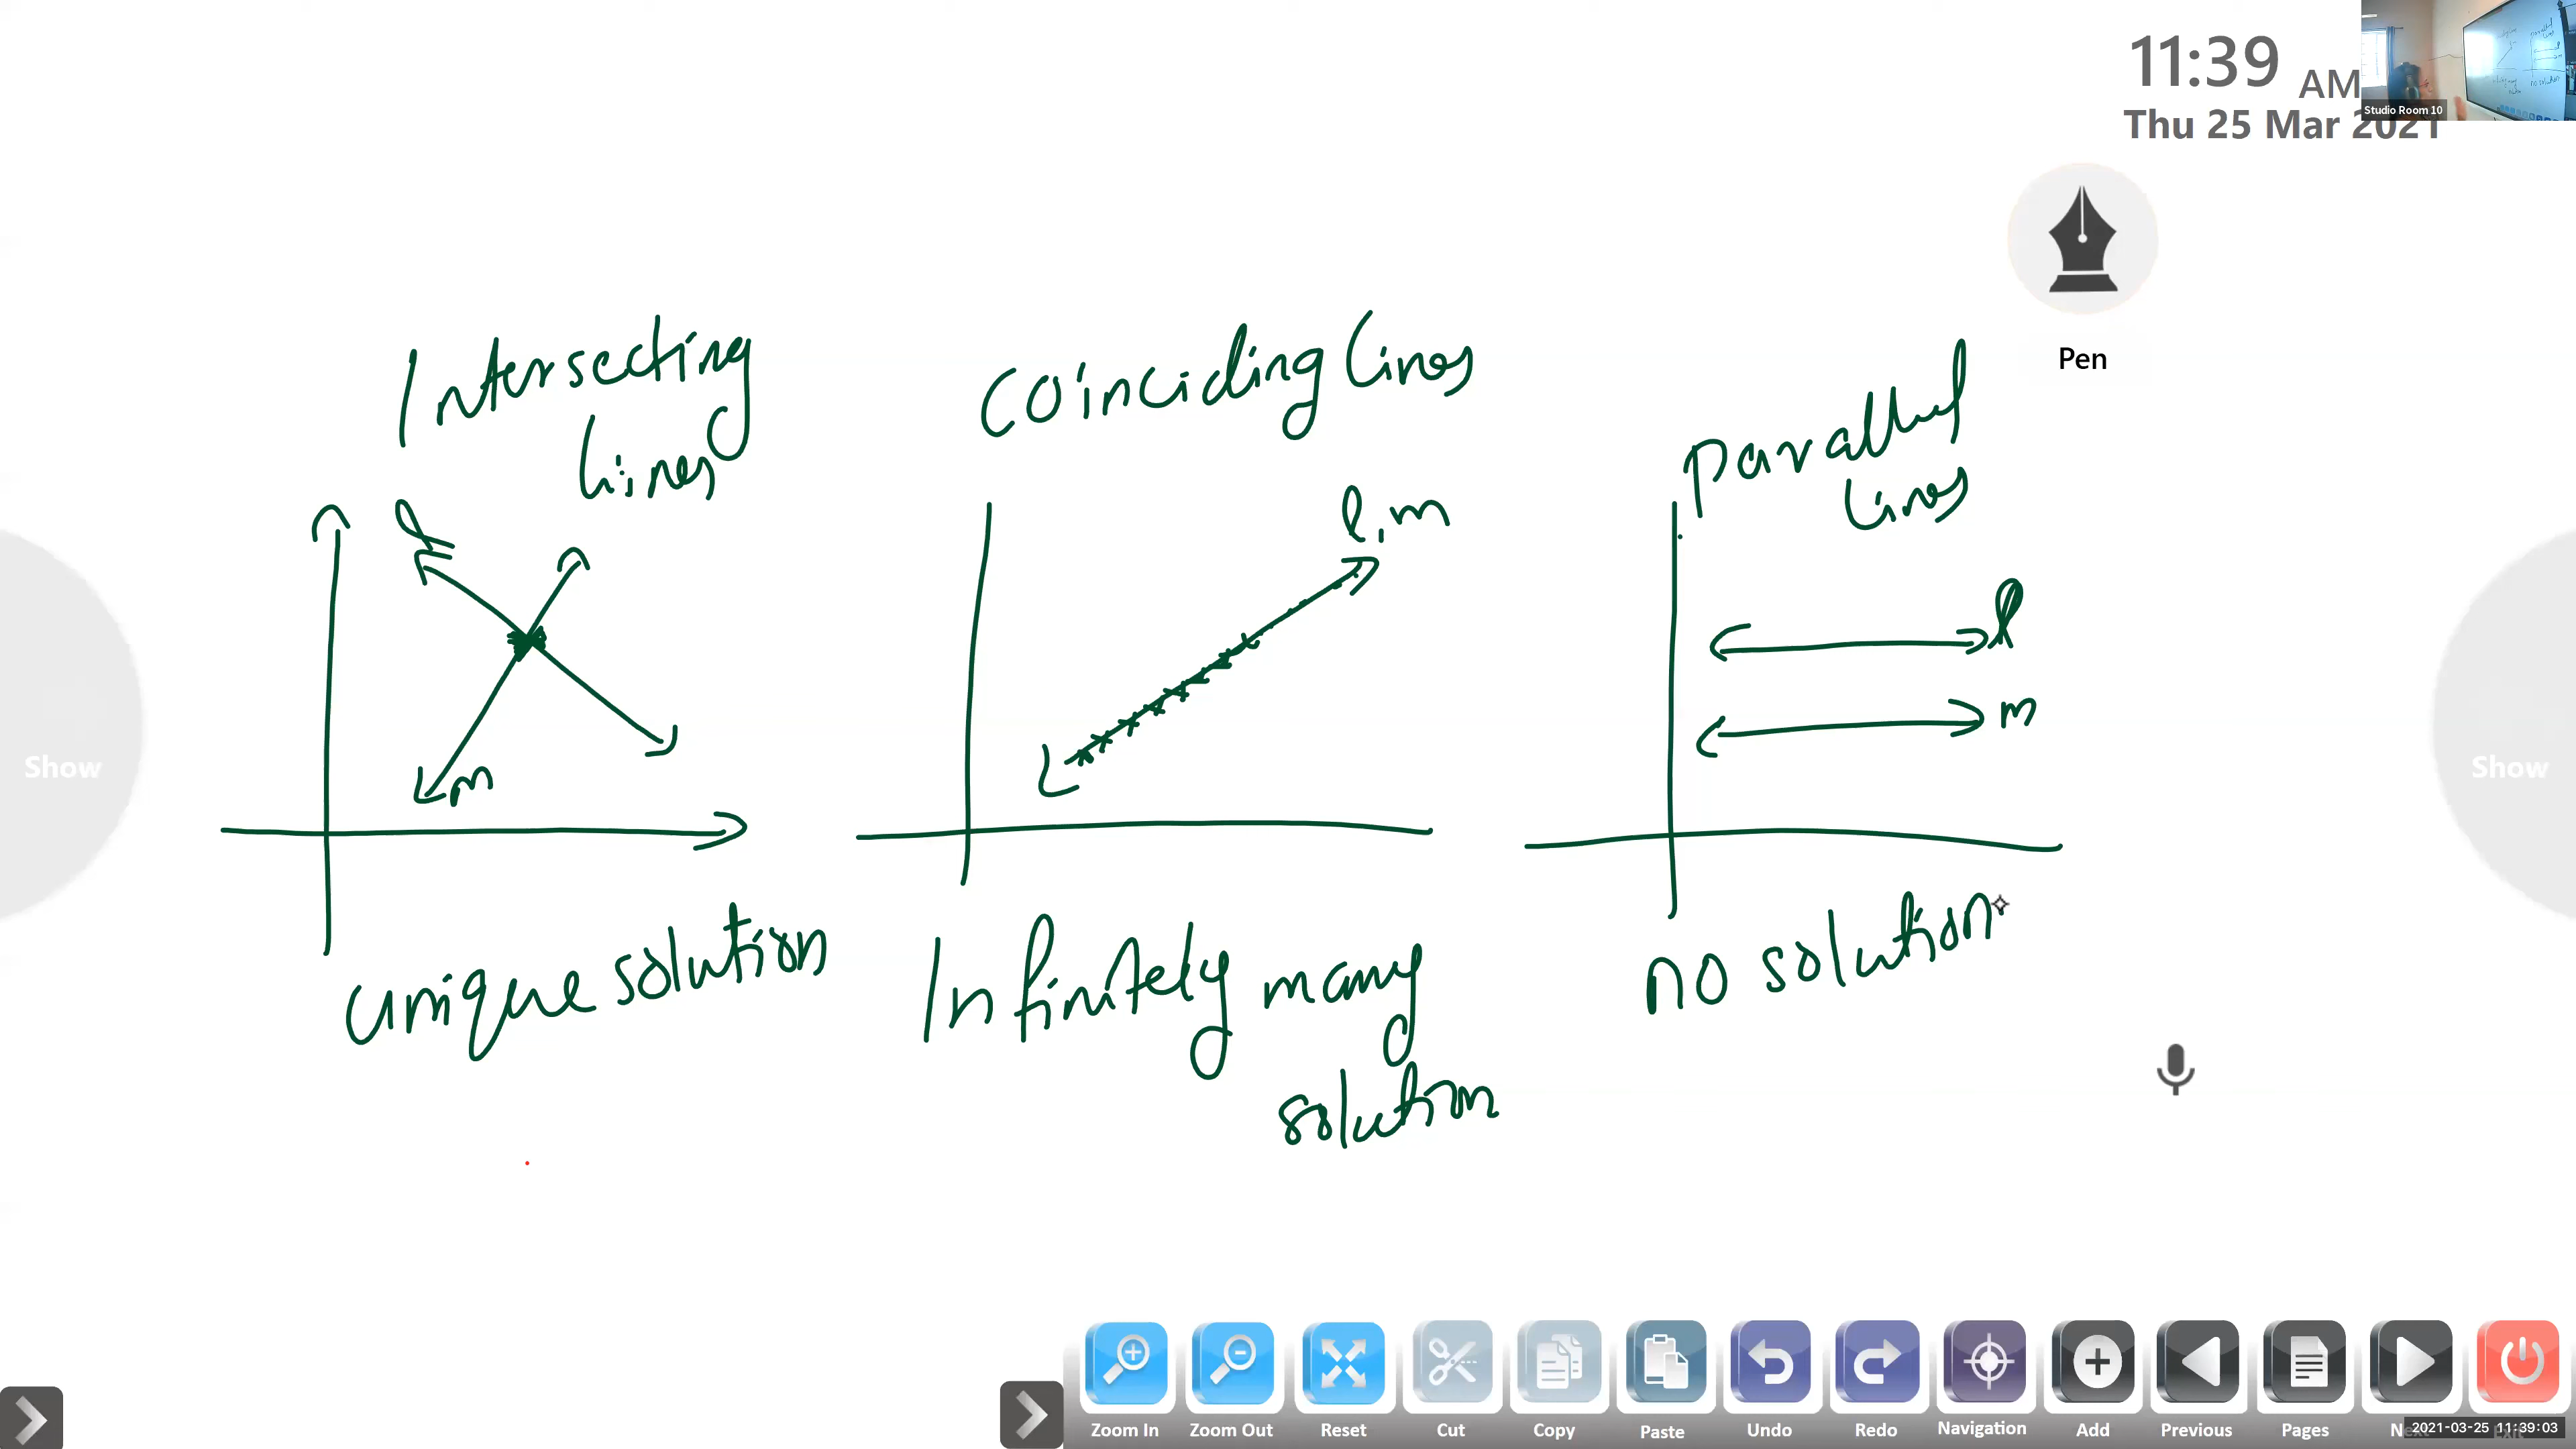 11:39 AM
Thu 25 Mar 2021
Studio Room 10
Pen
Intersecting
Lines
Coinciding Lines
parallel
Lines
l
m
l, m
l
m
Show
Show
unique solution
Infinitely many
solution
no solution
Zoom In
Zoom Out
Reset
Cut
Copy
Paste
Undo
Redo
Navigation
Add
Previous
Pages
2021-03-25 11:39:03